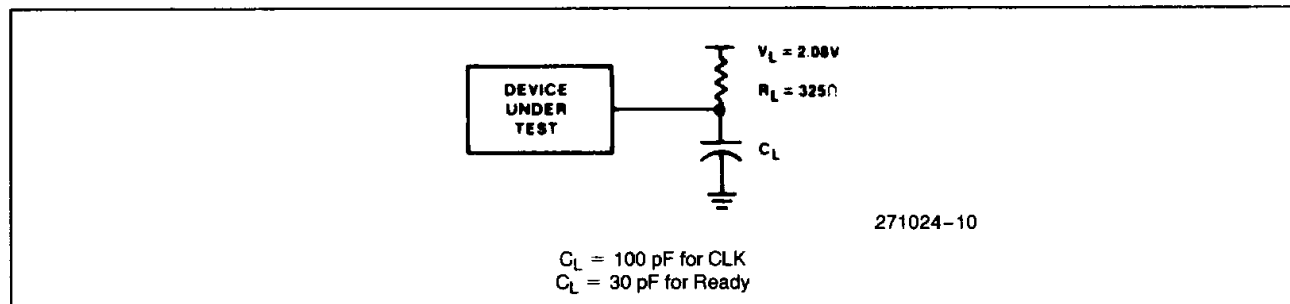 V_L = 2.08V
R_L = 325Ω
DEVICE
UNDER
TEST
C_L
271024–10
C_L = 100 pF for CLK
C_L = 30 pF for Ready